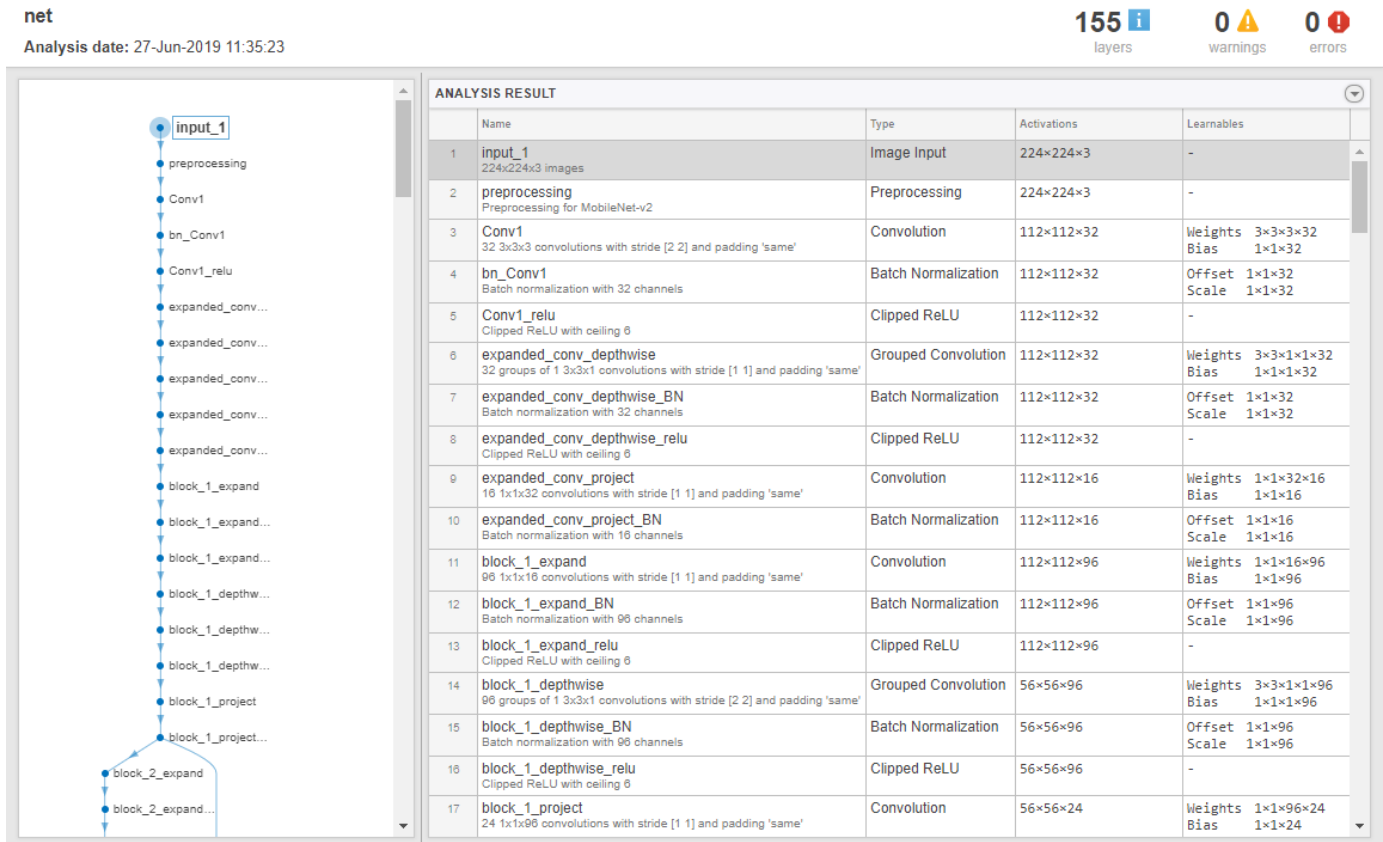 net
Analysis date: 27-Jun-2019 11:35:23
155 i
layers
0
warnings
0
errors
input_1
preprocessing
Conv1
bn_Conv1
Conv1_relu
expanded_conv...
expanded_conv...
expanded_conv...
expanded_conv...
expanded_conv...
block_1_expand
block_1_expand...
block_1_expand...
block_1_depthw...
block_1_depthw...
block_1_depthw...
block_1_project
block_1_project...
block_2_expand
block_2_expand...
ANALYSIS RESULT
Name Type Activations Learnables
1 input_1 Image Input 224×224×3 -
224x224x3 images
2 preprocessing Preprocessing 224×224×3 -
Preprocessing for MobileNet-v2
3 Conv1 Convolution 112×112×32 Weights 3×3×3×32
32 3x3x3 convolutions with stride [2 2] and padding 'same' Bias 1×1×32
4 bn_Conv1 Batch Normalization 112×112×32 Offset 1×1×32
Batch normalization with 32 channels Scale 1×1×32
5 Conv1_relu Clipped ReLU 112×112×32 -
Clipped ReLU with ceiling 6
6 expanded_conv_depthwise Grouped Convolution 112×112×32 Weights 3×3×1×1×32
32 groups of 1 3x3x1 convolutions with stride [1 1] and padding 'same' Bias 1×1×1×32
7 expanded_conv_depthwise_BN Batch Normalization 112×112×32 Offset 1×1×32
Batch normalization with 32 channels Scale 1×1×32
8 expanded_conv_depthwise_relu Clipped ReLU 112×112×32 -
Clipped ReLU with ceiling 6
9 expanded_conv_project Convolution 112×112×16 Weights 1×1×32×16
16 1x1x32 convolutions with stride [1 1] and padding 'same' Bias 1×1×16
10 expanded_conv_project_BN Batch Normalization 112×112×16 Offset 1×1×16
Batch normalization with 16 channels Scale 1×1×16
11 block_1_expand Convolution 112×112×96 Weights 1×1×16×96
96 1x1x16 convolutions with stride [1 1] and padding 'same' Bias 1×1×96
12 block_1_expand_BN Batch Normalization 112×112×96 Offset 1×1×96
Batch normalization with 96 channels Scale 1×1×96
13 block_1_expand_relu Clipped ReLU 112×112×96 -
Clipped ReLU with ceiling 6
14 block_1_depthwise Grouped Convolution 56×56×96 Weights 3×3×1×1×96
96 groups of 1 3x3x1 convolutions with stride [2 2] and padding 'same' Bias 1×1×1×96
15 block_1_depthwise_BN Batch Normalization 56×56×96 Offset 1×1×96
Batch normalization with 96 channels Scale 1×1×96
16 block_1_depthwise_relu Clipped ReLU 56×56×96 -
Clipped ReLU with ceiling 6
17 block_1_project Convolution 56×56×24 Weights 1×1×96×24
24 1x1x96 convolutions with stride [1 1] and padding 'same' Bias 1×1×24